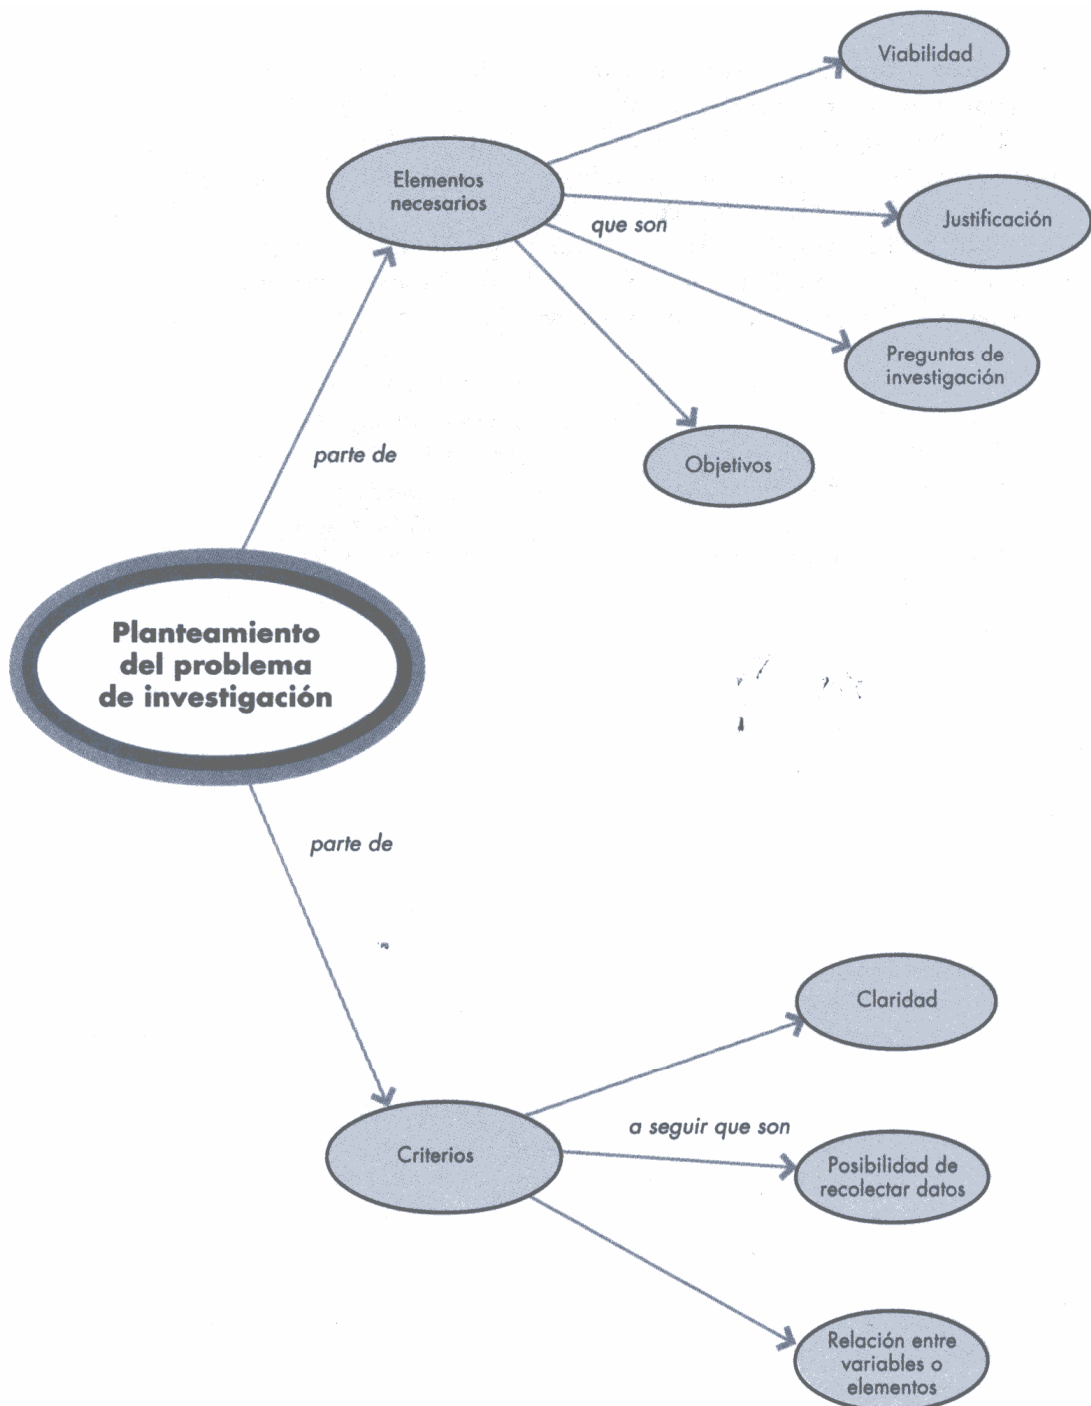 Viabilidad
Elementos
necesarios
Justificación
que son
Preguntas de
investigación
parte de
Objetivos
Planteamiento
del problema
de investigación
parte de
Claridad
a seguir que son
Criterios
Posibilidad de
recolectar datos
Relación entre
variables o
elementos